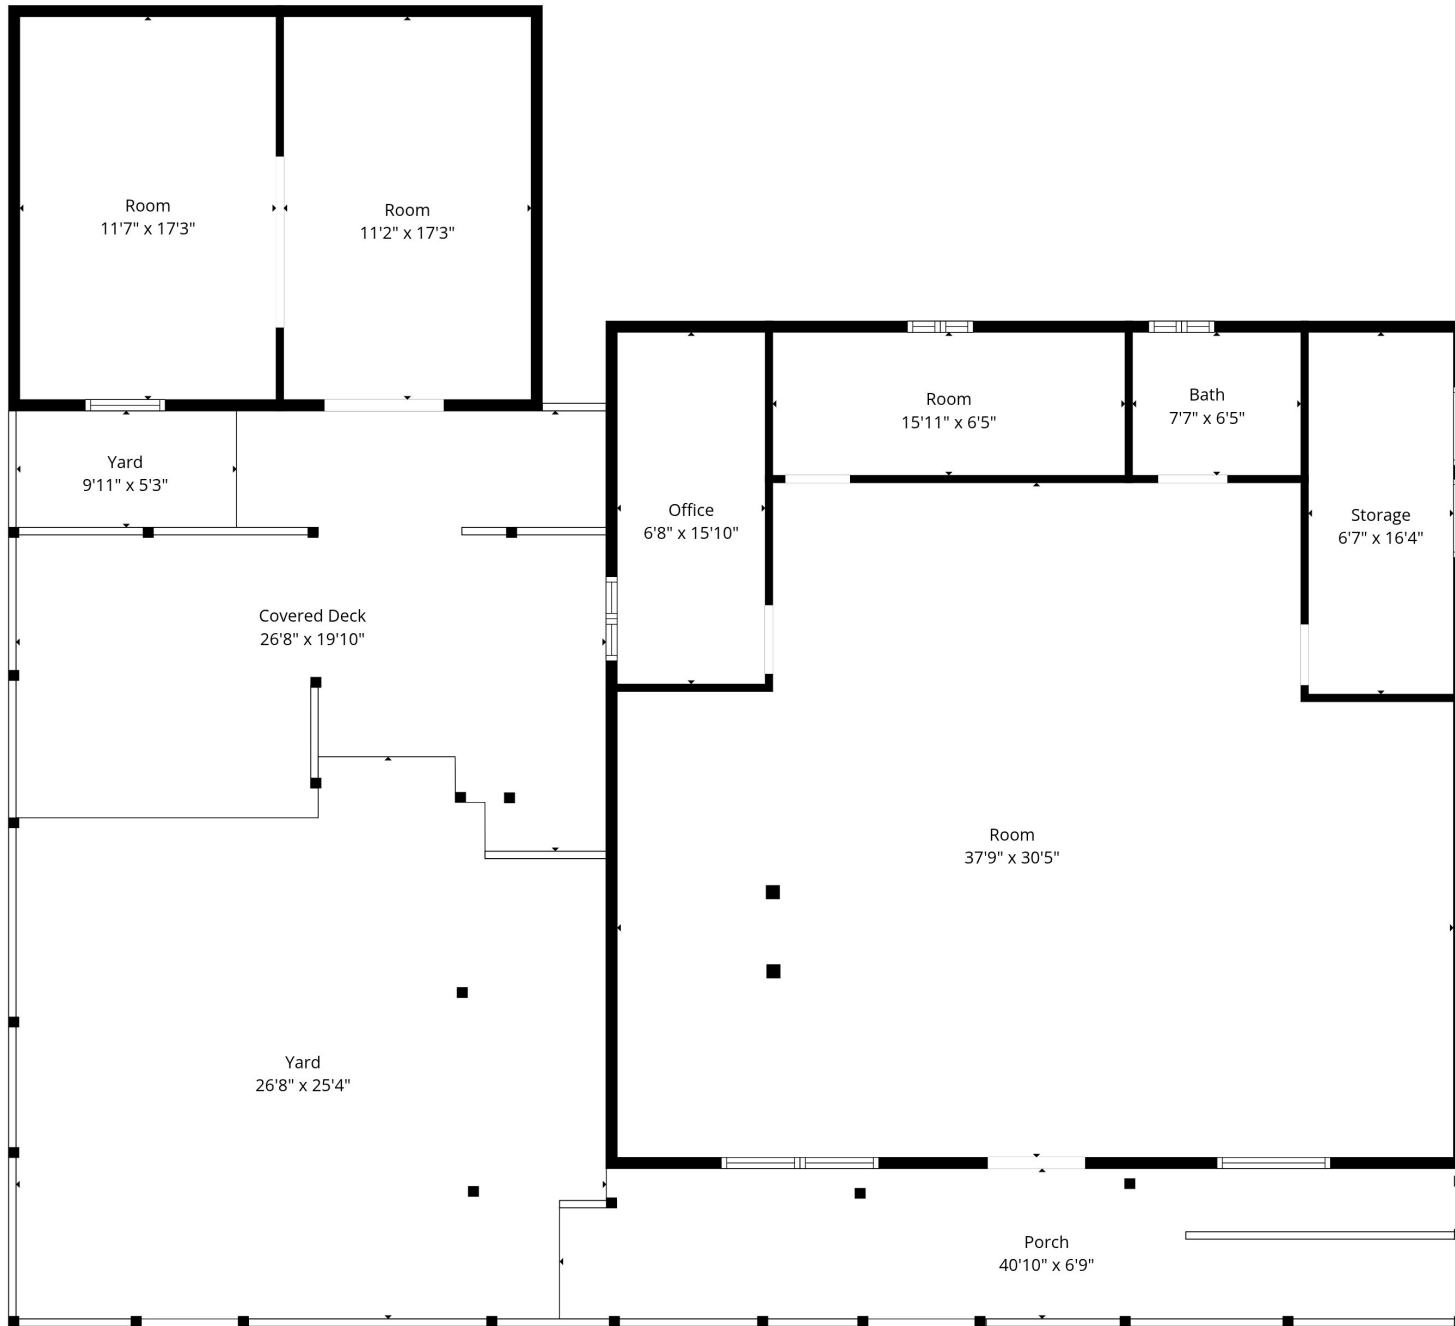 Room
11'7" x 17'3"
Room
11'2" x 17'3"
Room
15'11" x 6'5"
Bath
7'7" x 6'5"
Yard
9'11" x 5'3"
Office
6'8" x 15'10"
Storage
6'7" x 16'4"
Covered Deck
26'8" x 19'10"
Room
37'9" x 30'5"
Yard
26'8" x 25'4"
Porch
40'10" x 6'9"